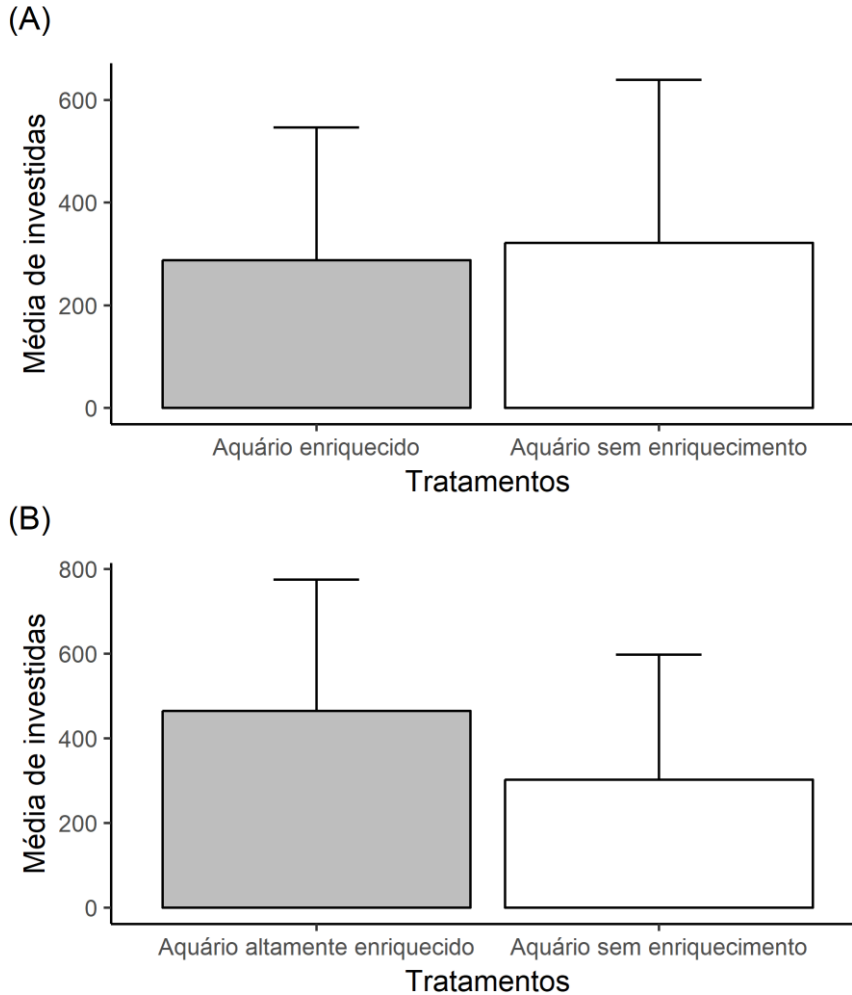 (A)
Média de investidas
600
400
200
0
Aquário enriquecido
Aquário sem enriquecimento
Tratamentos
(B)
Média de investidas
800
600
400
200
0
Aquário altamente enriquecido
Aquário sem enriquecimento
Tratamentos